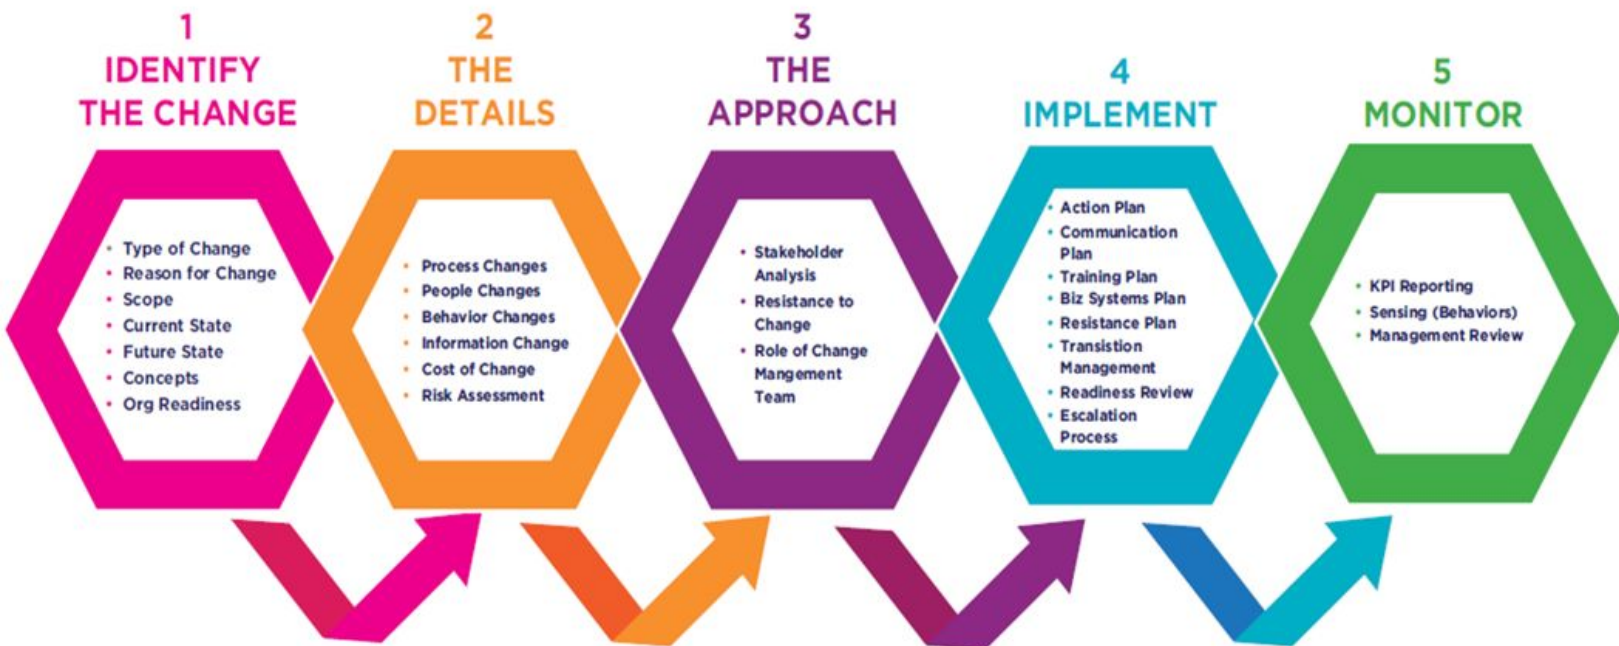 1
IDENTIFY
THE CHANGE
• Type of Change
• Reason for Change
• Scope
• Current State
• Future State
• Concepts
• Org Readiness
2
THE
DETAILS
• Process Changes
• People Changes
• Behavior Changes
• Information Change
• Cost of Change
• Risk Assessment
3
THE
APPROACH
• Stakeholder
Analysis
• Resistance to
Change
• Role of Change
Mangement
Team
4
IMPLEMENT
• Action Plan
• Communication
Plan
• Training Plan
• Biz Systems Plan
• Resistance Plan
• Transistion
Management
• Readiness Review
• Escalation
Process
5
MONITOR
• KPI Reporting
• Sensing (Behaviors)
• Management Review